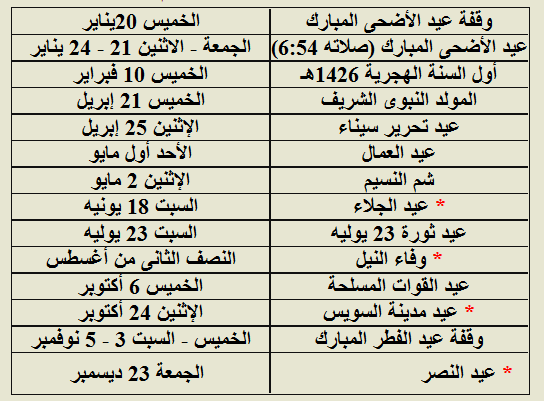 وقفة عيد الأضحى المبارك الخميس 20يناير
عيد الأضحى المبارك (صلاته 6:54) الجمعة - الاثنين 21 - 24 يناير
أول السنة الهجرية 1426هـ الخميس 10 فبراير
المولد النبوى الشريف الخميس 21 إبريل
عيد تحرير سيناء الإثنين 25 إبريل
عيد العمال الأحد أول مايو
شم النسيم الإثنين 2 مايو
* عيد الجلاء السبت 18 يونيه
عيد ثورة 23 يوليه السبت 23 يوليه
* وفاء النيل النصف الثانى من أغسطس
عيد القوات المسلحة الخميس 6 أكتوبر
* عيد مدينة السويس الإثنين 24 أكتوبر
وقفة عيد الفطر المبارك الخميس - السبت 3 - 5 نوفمبر
* عيد النصر الجمعة 23 ديسمبر